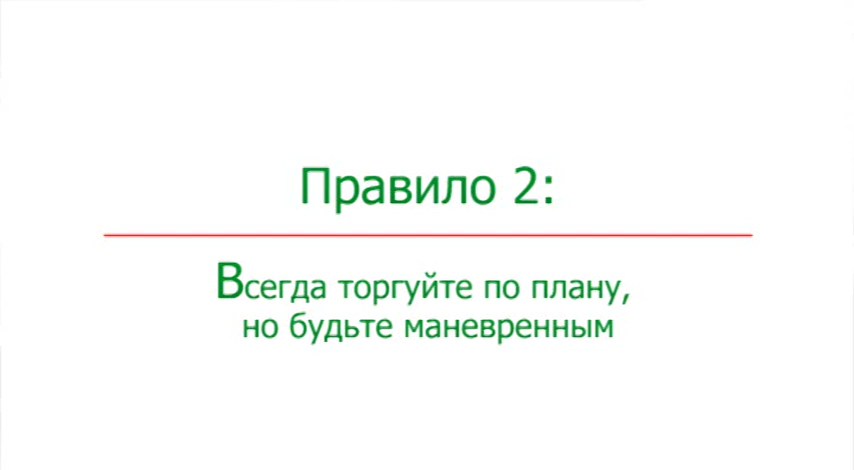 Правило 2:
Всегда торгуйте по плану,
но будьте маневренным